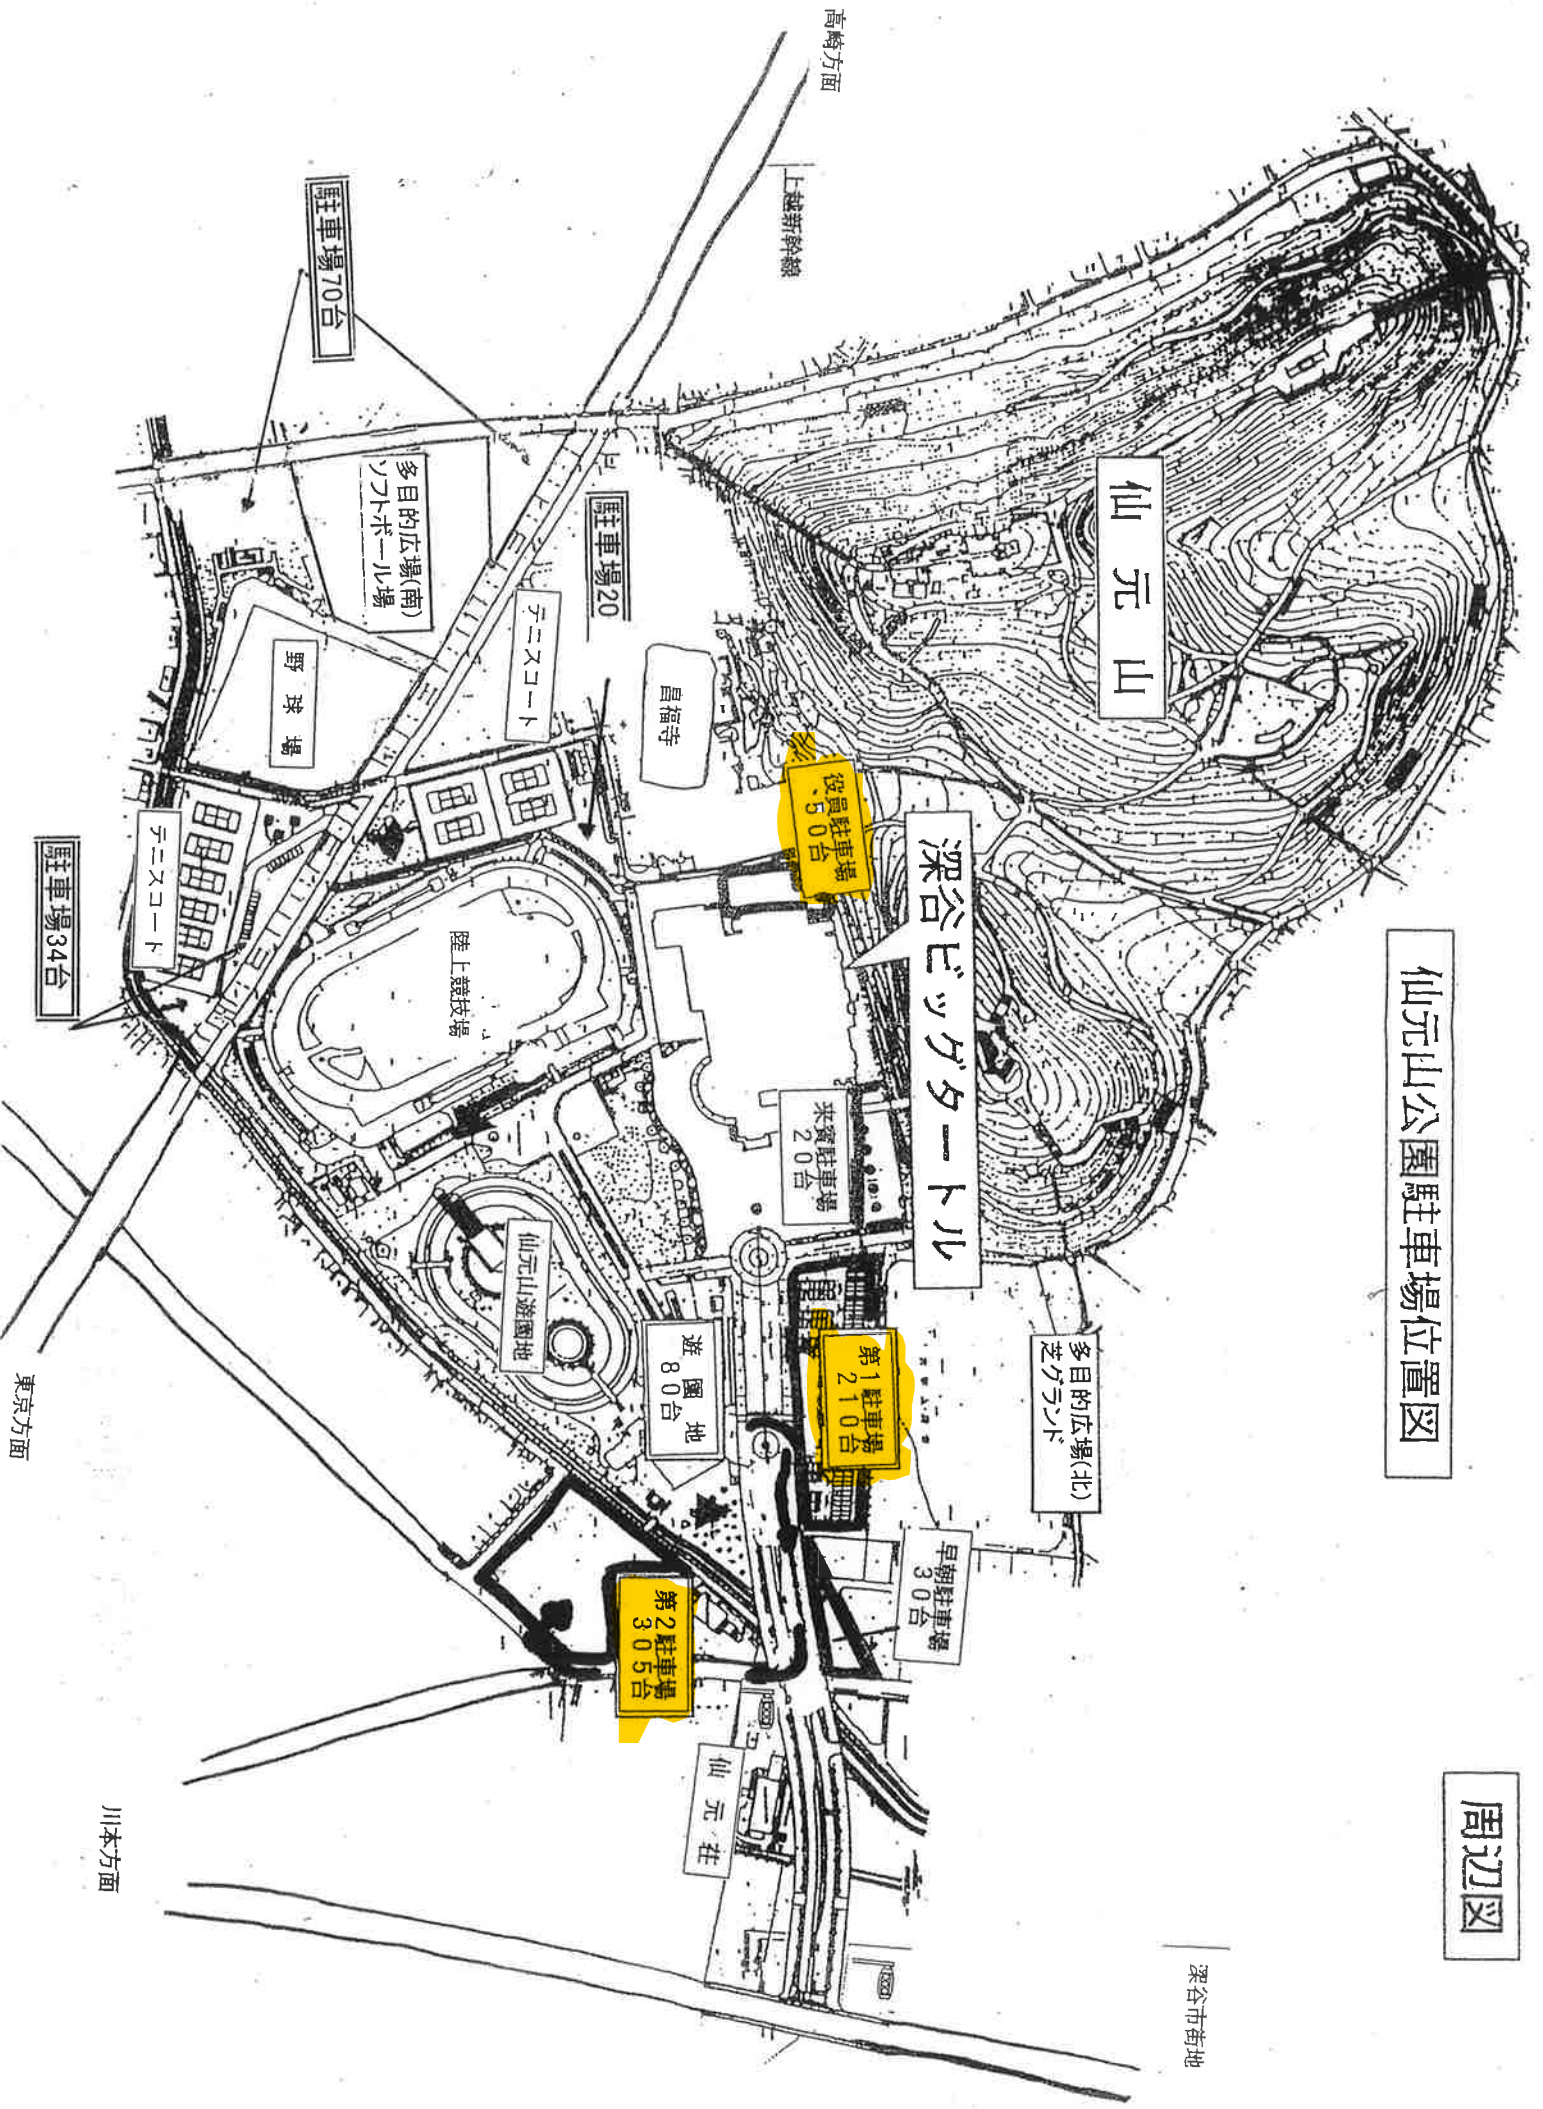 仙元山公園駐車場位置図
周辺図
高崎方面
上越新幹線
仙元山
深谷ビッグタートル
多目的広場(北)
芝グランド
深谷市街地
役員駐車場
50台
来賓駐車場
20台
第1駐車場
210台
早朝駐車場
30台
昌福寺
駐車場20
テニスコート
駐車場70台
多目的広場(南)
ソフトボール場
野球場
テニスコート
駐車場34台
陸上競技場
仙元山遊園地
遊園地
80台
第2駐車場
305台
仙元荘
東京方面
川本方面